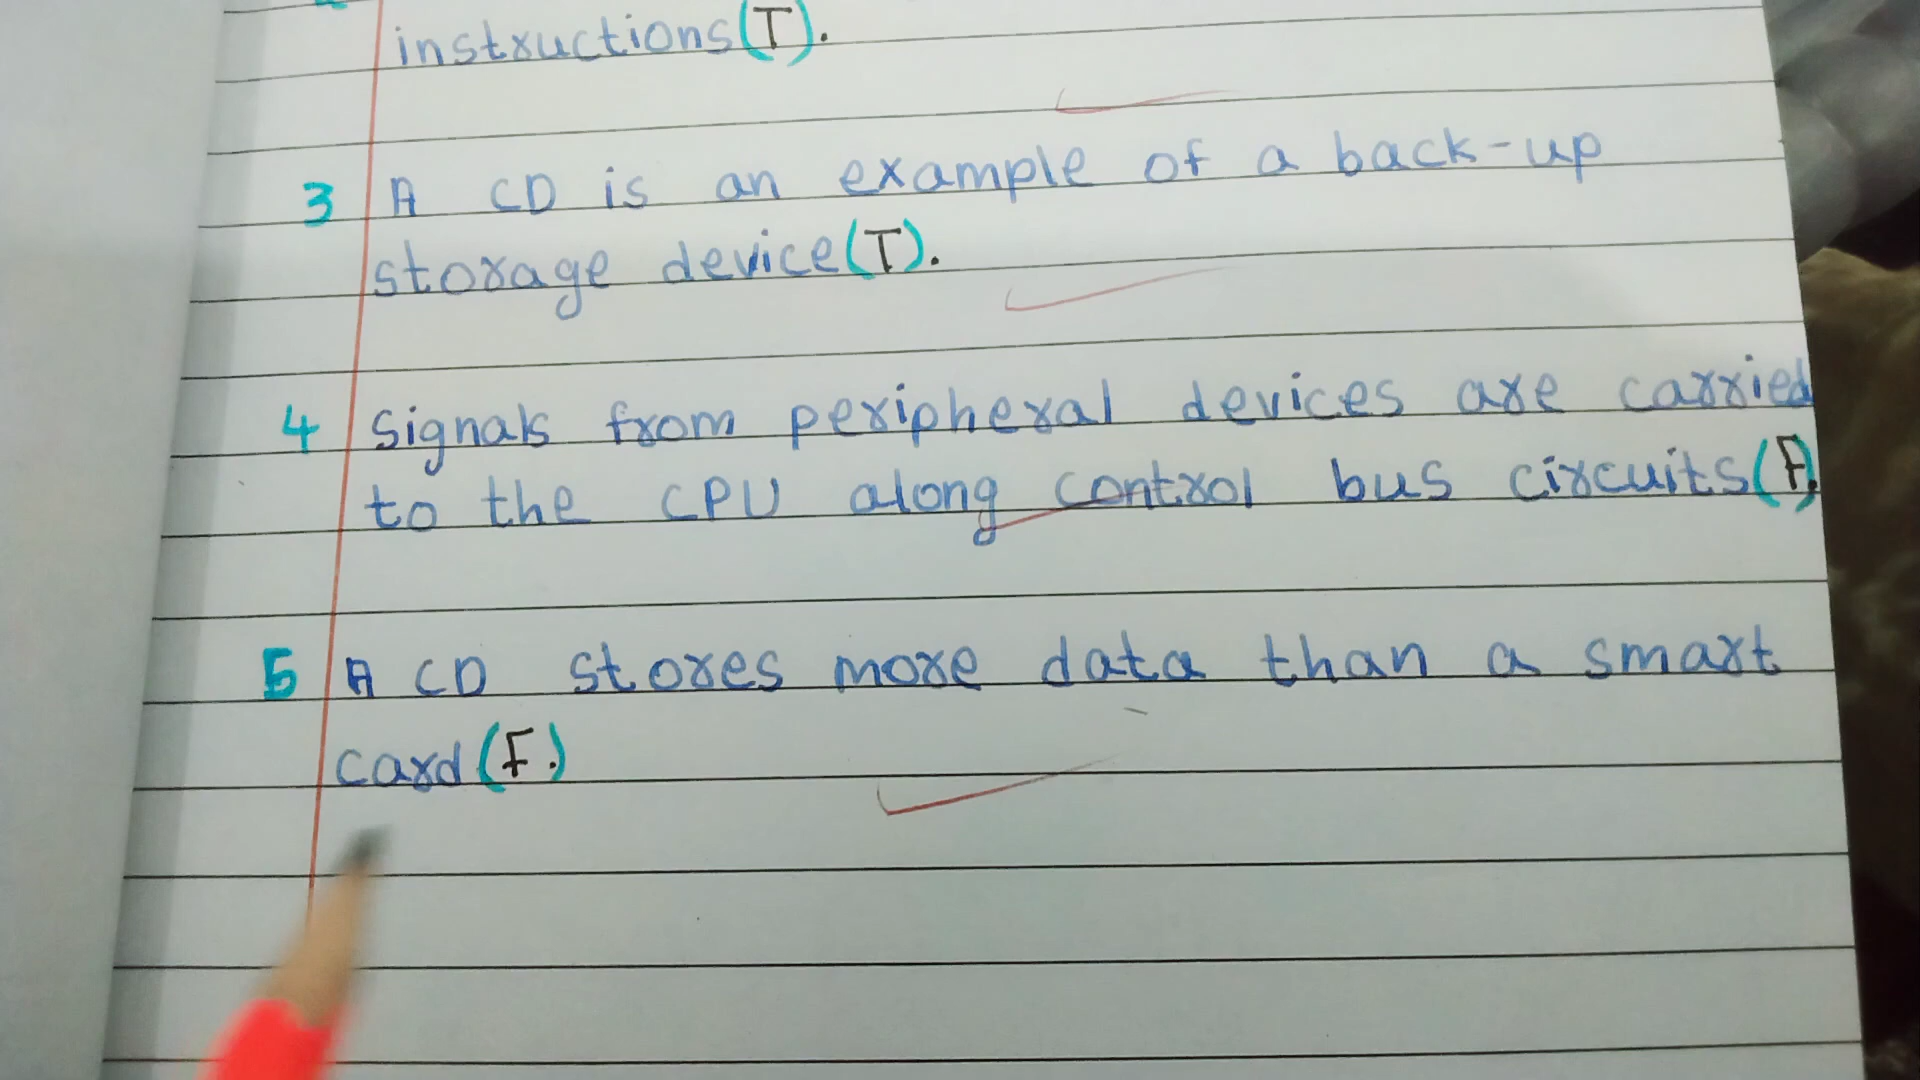 instructions(T).
3 A CD is an example of a back-up
storage device(T).
4 Signals from peripheral devices are carried
to the CPU along control bus circuits(F).
5 A CD stores more data than a smart
card(F.)